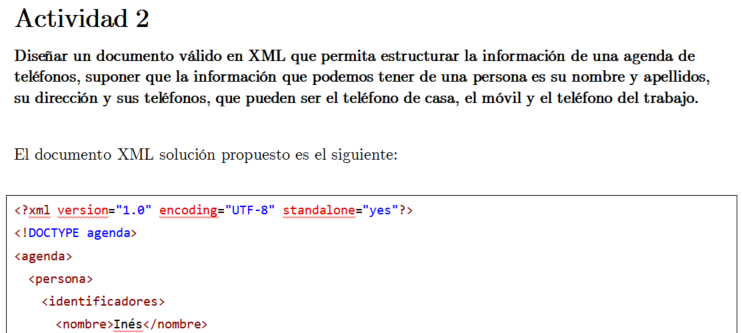 Actividad 2
Diseñar un documento válido en XML que permita estructurar la información de una agenda de
teléfonos, suponer que la información que podemos tener de una persona es su nombre y apellidos,
su dirección y sus teléfonos, que pueden ser el teléfono de casa, el móvil y el teléfono del trabajo.
El documento XML solución propuesto es el siguiente:
<?xml version="1.0" encoding="UTF-8" standalone="yes"?>
<!DOCTYPE agenda>
<agenda>
<persona>
<identificadores>
<nombre>Inés</nombre>